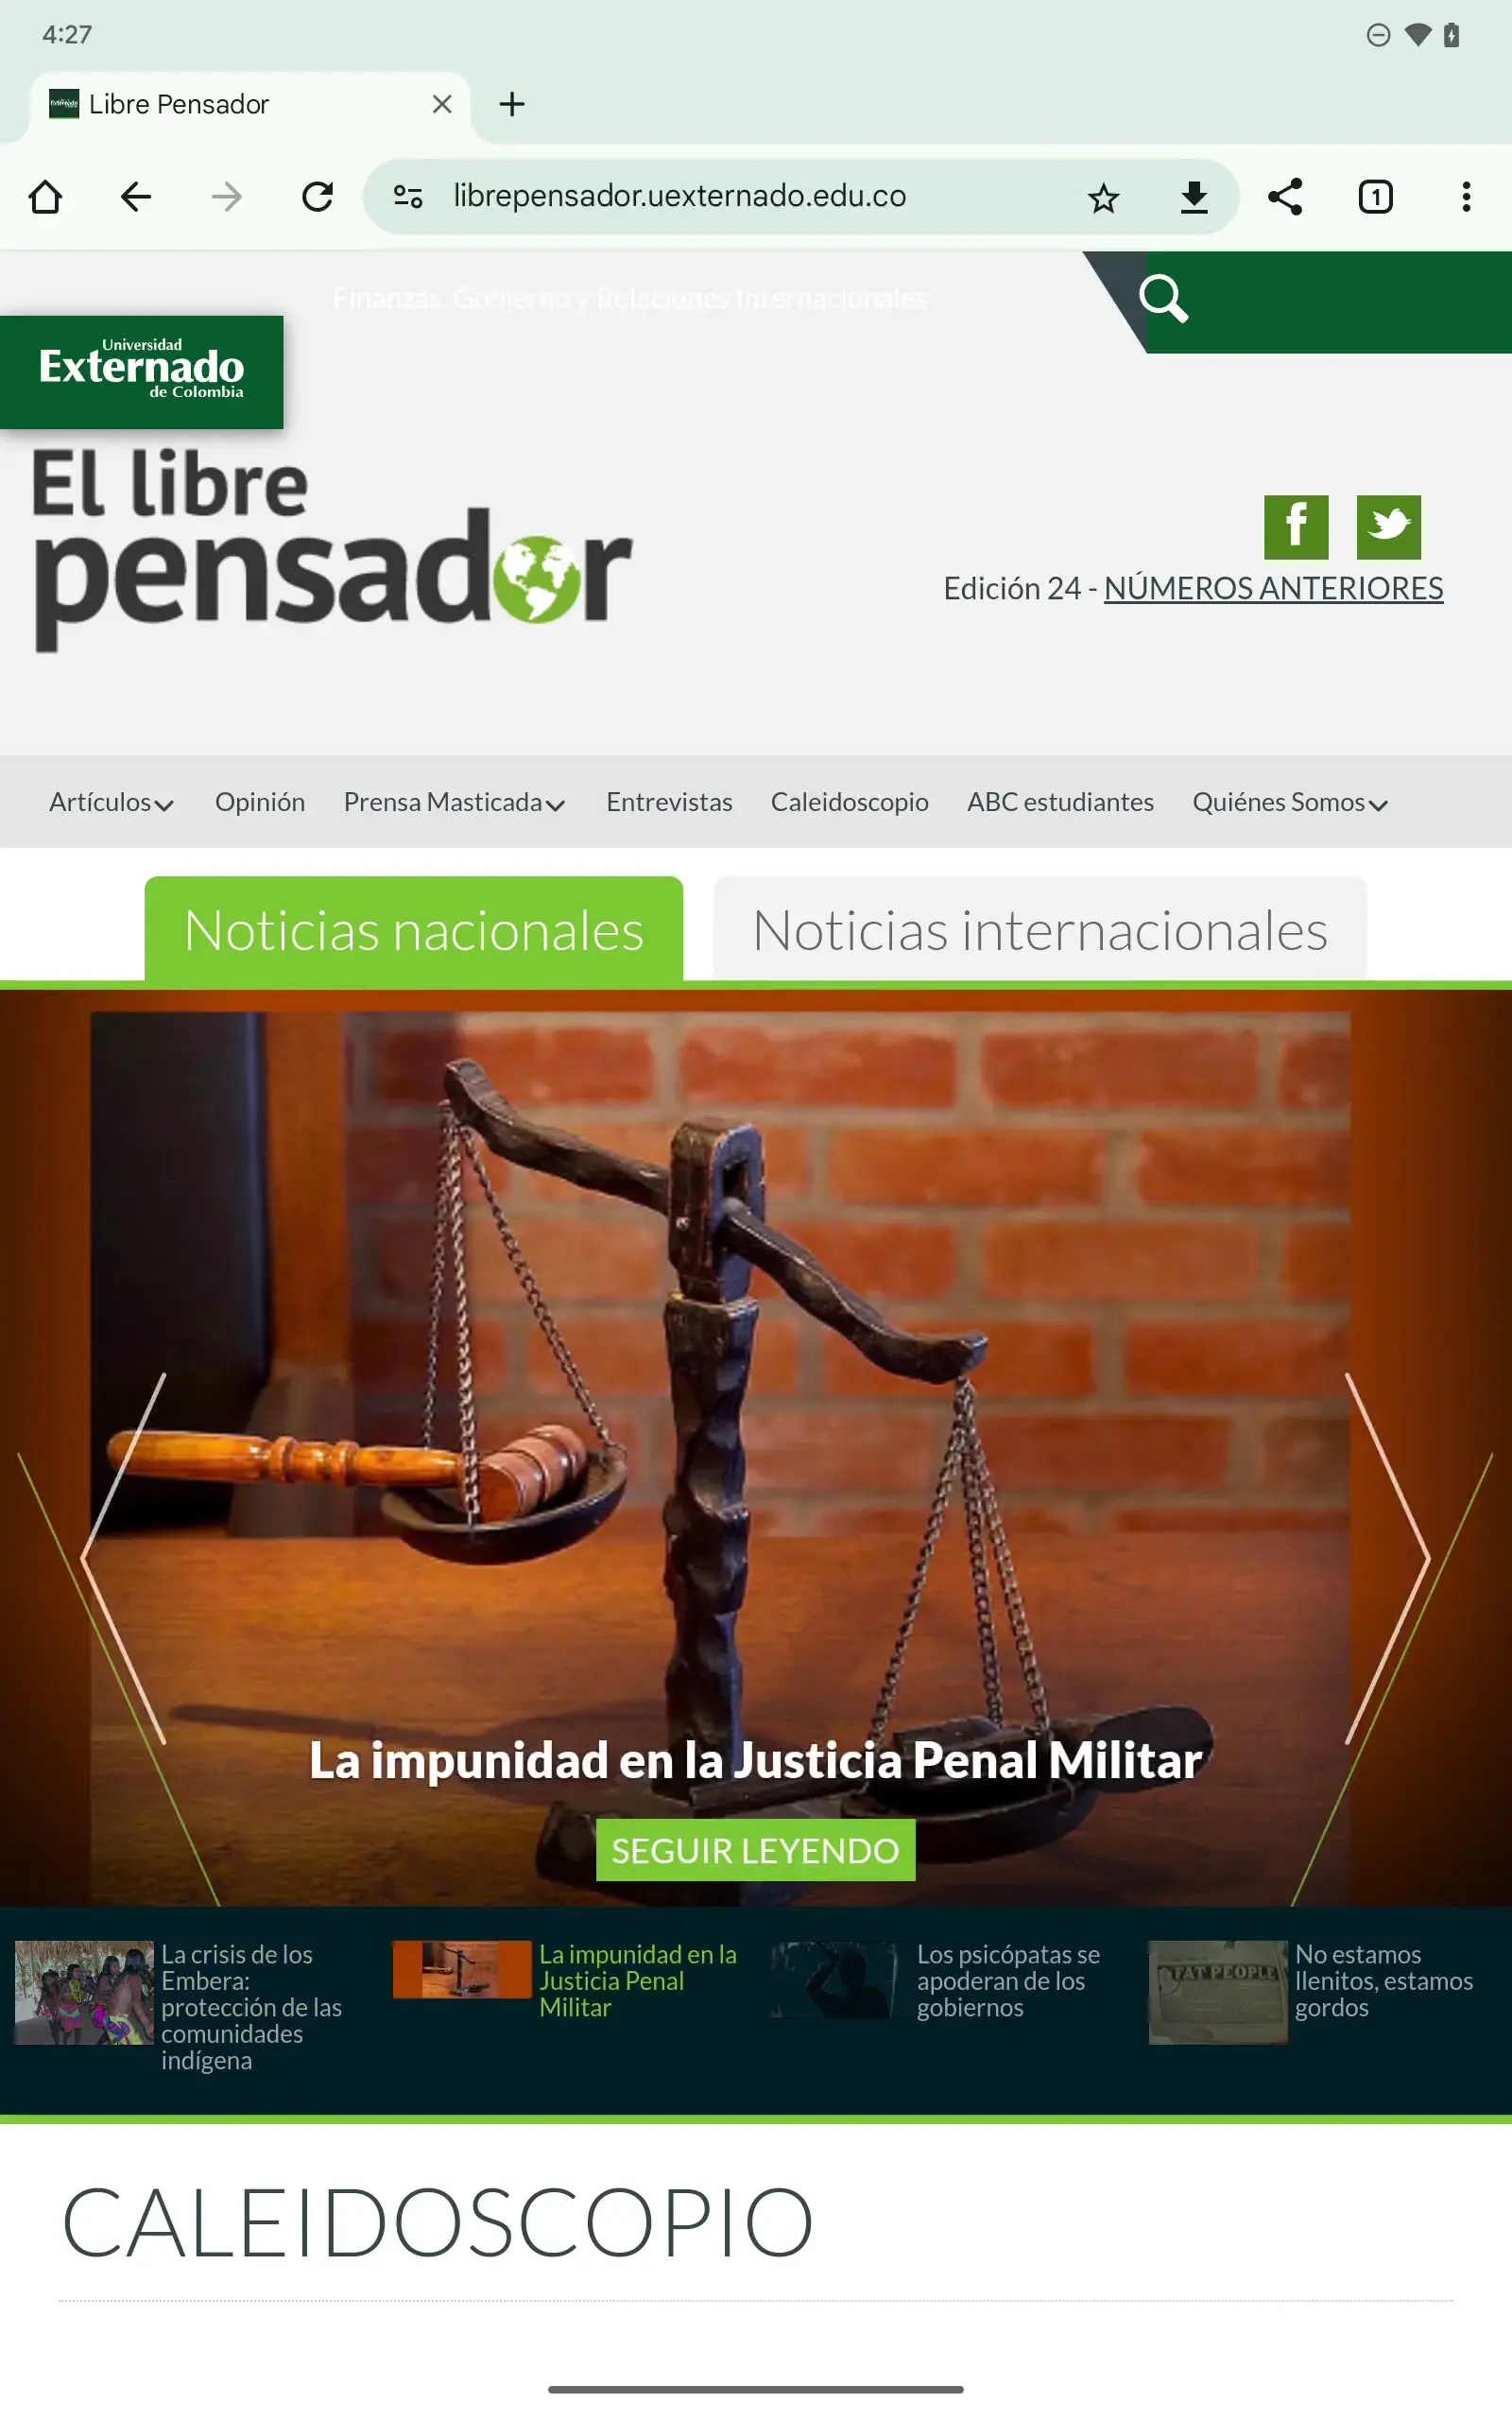 4:27
Libre Pensador
librepensador.uexternado.edu.co
1
Finanzas, Gobierno y Relaciones Internacionales
Universidad
Externado
de Colombia
El libre
pensador
Edición 24 - NÚMEROS ANTERIORES
Artículos Opinión Prensa Masticada Entrevistas Caleidoscopio ABC estudiantes Quiénes Somos
Noticias nacionales Noticias internacionales
La impunidad en la Justicia Penal Militar
SEGUIR LEYENDO
La crisis de los
Embera:
protección de las
comunidades
indígena
La impunidad en la
Justicia Penal
Militar
Los psicópatas se
apoderan de los
gobiernos
FAT PEOPLE
No estamos
llenitos, estamos
gordos
CALEIDOSCOPIO